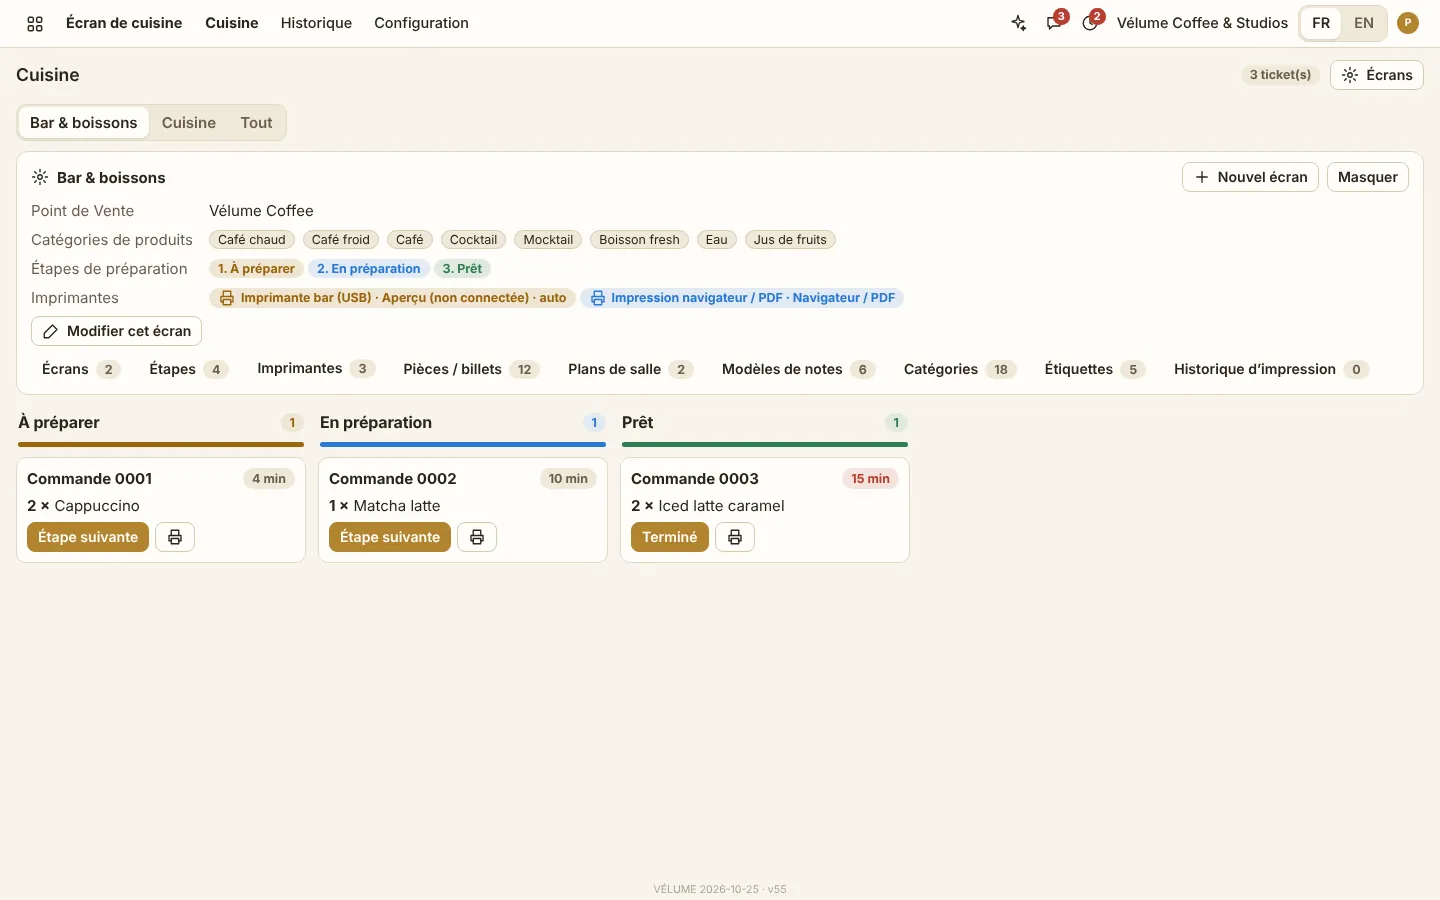 Écran de cuisine Cuisine Historique Configuration 3 2 Vélume Coffee & Studios FR EN P
Cuisine 3 ticket(s) Écrans
Bar & boissons Cuisine Tout
Bar & boissons Nouvel écran Masquer
Point de Vente Vélume Coffee
Catégories de produits Café chaud Café froid Café Cocktail Mocktail Boisson fresh Eau Jus de fruits
Étapes de préparation 1. À préparer 2. En préparation 3. Prêt
Imprimantes Imprimante bar (USB) · Aperçu (non connectée) · auto Impression navigateur / PDF · Navigateur / PDF
Modifier cet écran
Écrans 2 Étapes 4 Imprimantes 3 Pièces / billets 12 Plans de salle 2 Modèles de notes 6 Catégories 18 Étiquettes 5 Historique d’impression 0
À préparer 1 En préparation 1 Prêt 1
Commande 0001 4 min Commande 0002 10 min Commande 0003 15 min
2 × Cappuccino 1 × Matcha latte 2 × Iced latte caramel
Étape suivante Étape suivante Terminé
VÉLUME 2026-10-25 · v55